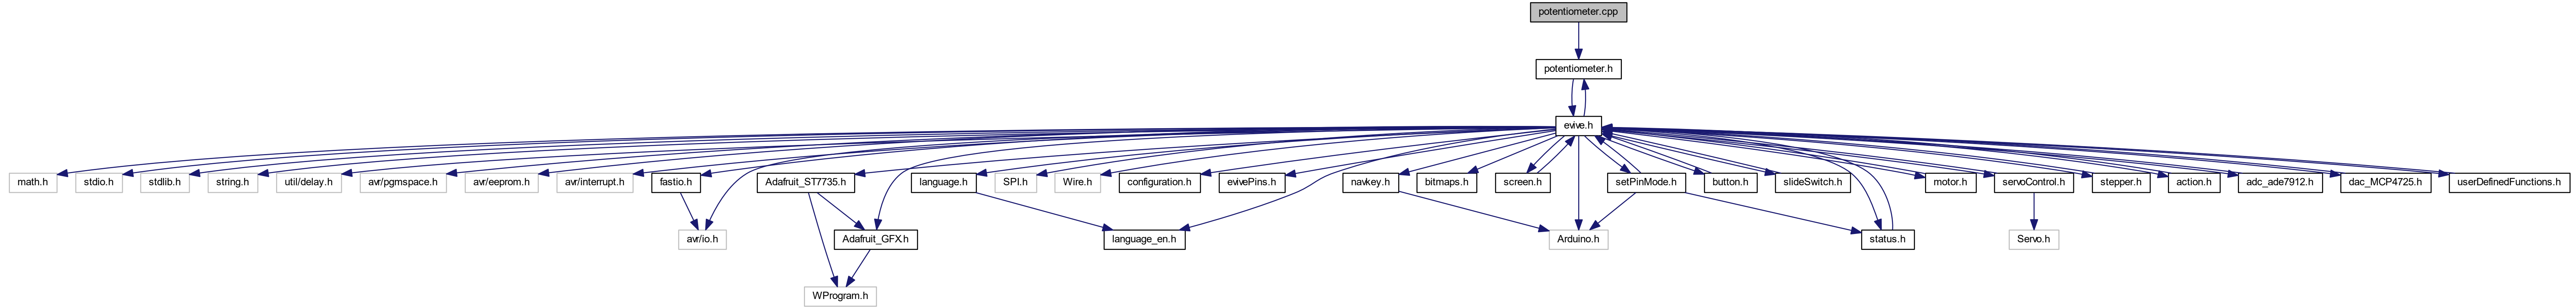 potentiometer.cpp
potentiometer.h
evive.h
math.h
stdio.h
stdlib.h
string.h
util/delay.h
avr/pgmspace.h
avr/eeprom.h
avr/interrupt.h
fastio.h
Adafruit_ST7735.h
language.h
SPI.h
Wire.h
configuration.h
evivePins.h
navkey.h
bitmaps.h
screen.h
setPinMode.h
button.h
slideSwitch.h
motor.h
servoControl.h
stepper.h
action.h
adc_ade7912.h
dac_MCP4725.h
userDefinedFunctions.h
avr/io.h
Adafruit_GFX.h
language_en.h
Arduino.h
status.h
Servo.h
WProgram.h